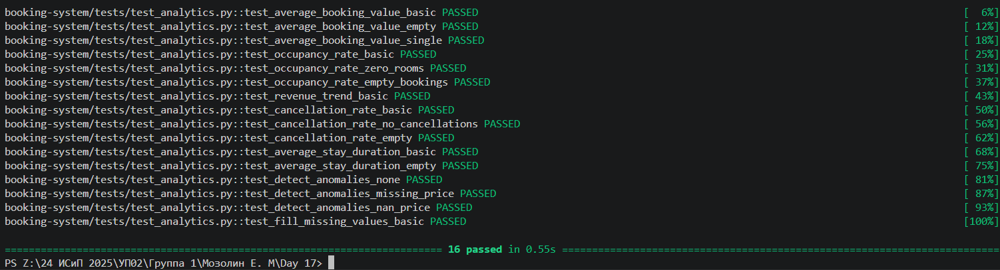 booking-system/tests/test_analytics.py::test_average_booking_value_basic PASSED [  6%]
booking-system/tests/test_analytics.py::test_average_booking_value_empty PASSED [ 12%]
booking-system/tests/test_analytics.py::test_average_booking_value_single PASSED [ 18%]
booking-system/tests/test_analytics.py::test_occupancy_rate_basic PASSED [ 25%]
booking-system/tests/test_analytics.py::test_occupancy_rate_zero_rooms PASSED [ 31%]
booking-system/tests/test_analytics.py::test_occupancy_rate_empty_bookings PASSED [ 37%]
booking-system/tests/test_analytics.py::test_revenue_trend_basic PASSED [ 43%]
booking-system/tests/test_analytics.py::test_cancellation_rate_basic PASSED [ 50%]
booking-system/tests/test_analytics.py::test_cancellation_rate_no_cancellations PASSED [ 56%]
booking-system/tests/test_analytics.py::test_cancellation_rate_empty PASSED [ 62%]
booking-system/tests/test_analytics.py::test_average_stay_duration_basic PASSED [ 68%]
booking-system/tests/test_analytics.py::test_average_stay_duration_empty PASSED [ 75%]
booking-system/tests/test_analytics.py::test_detect_anomalies_none PASSED [ 81%]
booking-system/tests/test_analytics.py::test_detect_anomalies_missing_price PASSED [ 87%]
booking-system/tests/test_analytics.py::test_detect_anomalies_nan_price PASSED [ 93%]
booking-system/tests/test_analytics.py::test_fill_missing_values_basic PASSED [100%]
========================================================================= 16 passed in 0.55s =========================================================================
PS Z:\24 ИСиП 2025\УП02\Группа 1\Мозолин Е. М\Day 17>